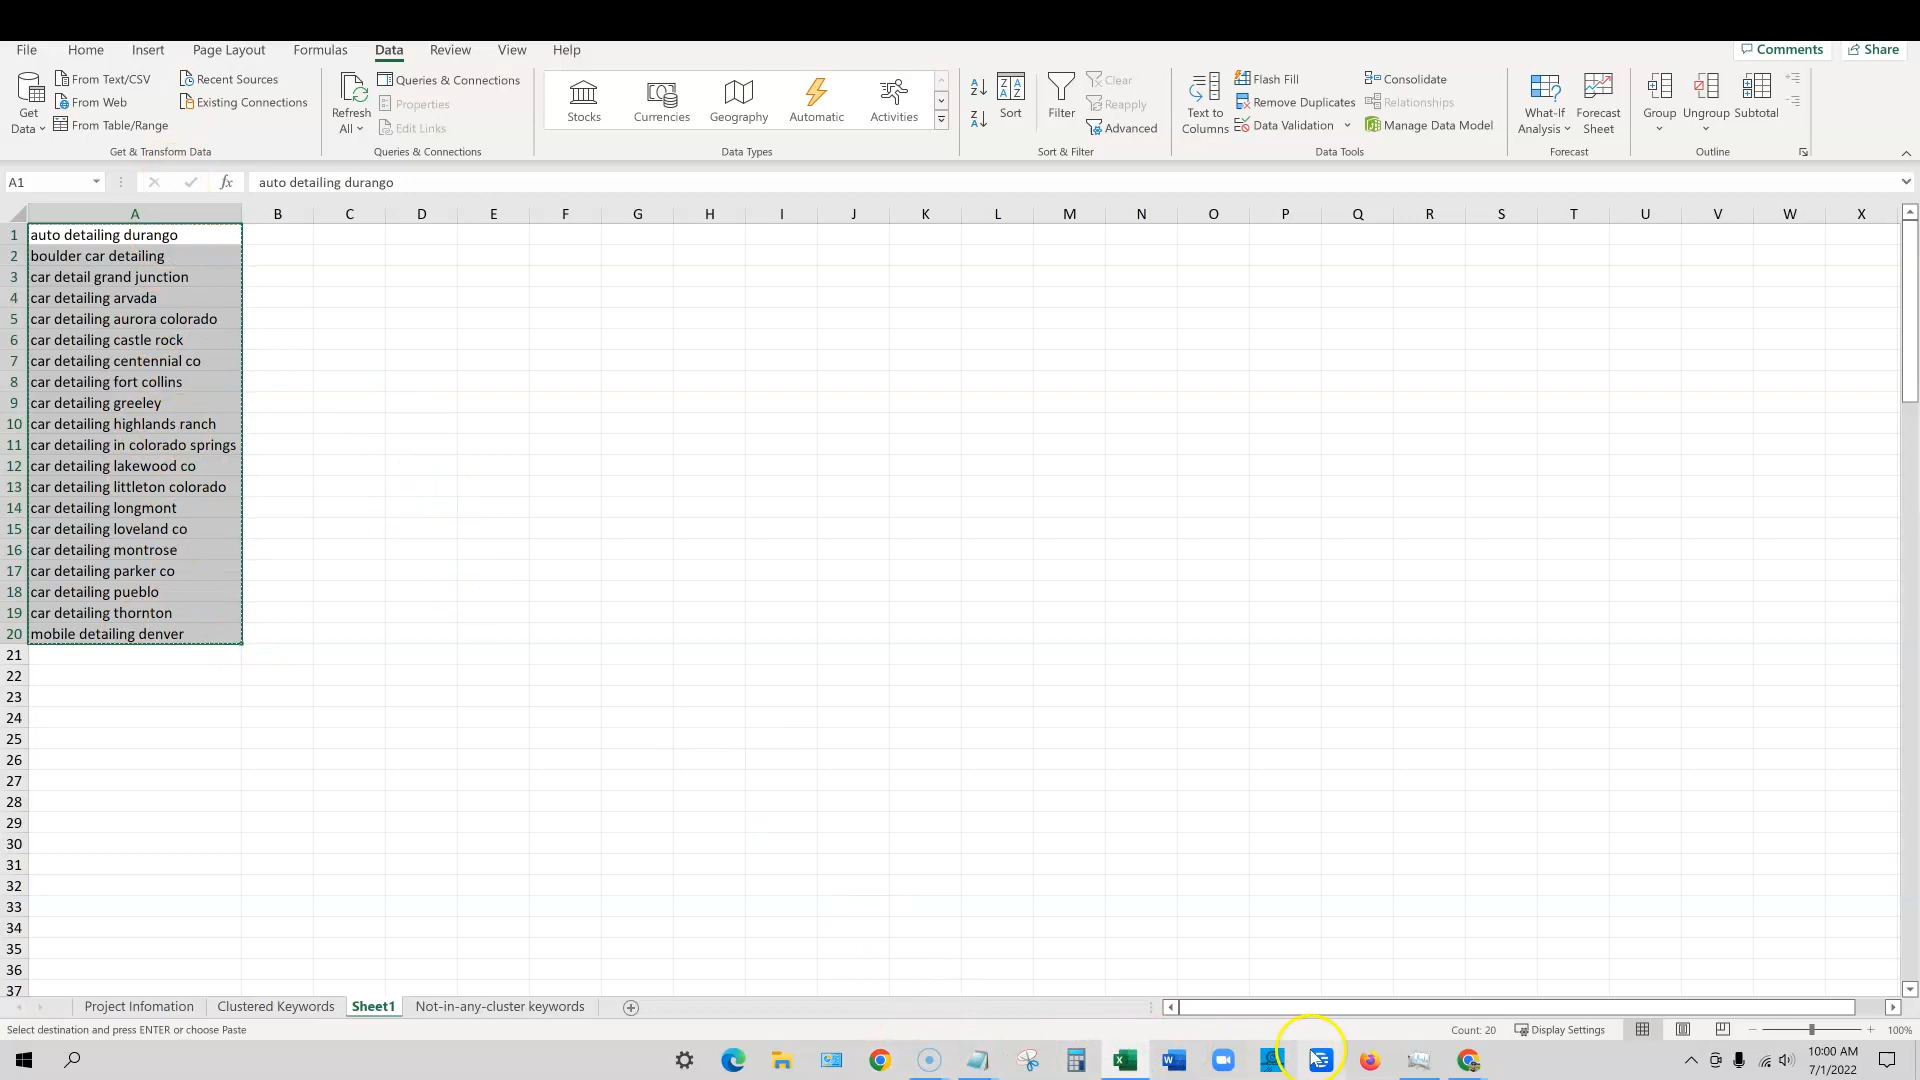 File Home Insert Page Layout Formulas Data Review View Help Comments Share
Get Data From Text/CSV From Web From Table/Range Recent Sources Existing Connections
Get & Transform Data
Refresh All Queries & Connections Properties Edit Links
Queries & Connections
Stocks Currencies Geography Automatic Activities
Data Types
Sort Filter Clear Reapply Advanced
Sort & Filter
Text to Columns Flash Fill Remove Duplicates Data Validation Consolidate Relationships Manage Data Model
Data Tools
What-If Analysis Forecast Sheet
Forecast
Group Ungroup Subtotal
Outline
A1 fx auto detailing durango
A B C D E F G H I J K L M N O P Q R S T U V W X
1 auto detailing durango
2 boulder car detailing
3 car detail grand junction
4 car detailing arvada
5 car detailing aurora colorado
6 car detailing castle rock
7 car detailing centennial co
8 car detailing fort collins
9 car detailing greeley
10 car detailing highlands ranch
11 car detailing in colorado springs
12 car detailing lakewood co
13 car detailing littleton colorado
14 car detailing longmont
15 car detailing loveland co
16 car detailing montrose
17 car detailing parker co
18 car detailing pueblo
19 car detailing thornton
20 mobile detailing denver
21
22
23
24
25
26
27
28
29
30
31
32
33
34
35
36
37
Project Infomation Clustered Keywords Sheet1 Not-in-any-cluster keywords
Select destination and press ENTER or choose Paste Count: 20 Display Settings 100%
10:00 AM
7/1/2022